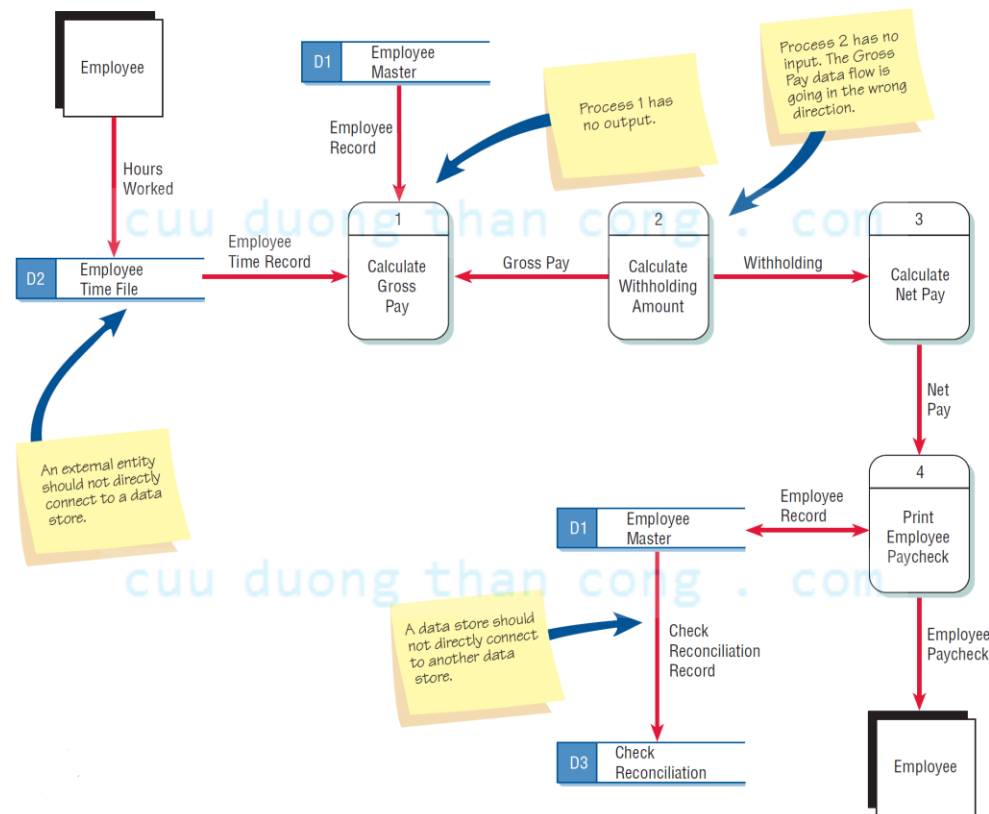 Employee
D1
Employee
Master
Process 2 has no
input. The Gross
Pay data flow is
going in the wrong
direction.
Process 1 has
no output.
Employee
Record
Hours
Worked
cuu duong than cong . com
1
Calculate
Gross
Pay
2
Calculate
Withholding
Amount
3
Calculate
Net Pay
Employee
Time Record
Gross Pay
Withholding
D2
Employee
Time File
Net
Pay
An external entity
should not directly
connect to a data
store.
4
Print
Employee
Paycheck
Employee
Record
D1
Employee
Master
cuu duong than cong . com
A data store should
not directly connect
to another data
store.
Check
Reconciliation
Record
Employee
Paycheck
D3
Check
Reconciliation
Employee